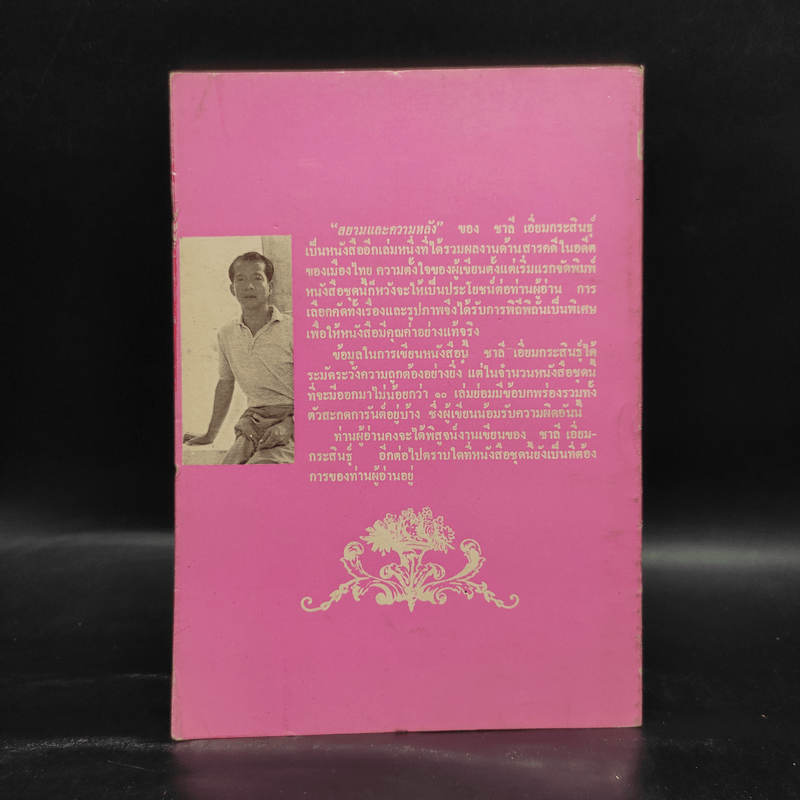 “สยามและความหลัง” ของ ชาลี เอี่ยมกระสินธุ์
เป็นหนังสืออีกเล่มหนึ่งที่ได้รวมผลงานด้านสารคดีในอดีต
ของเมืองไทย ความตั้งใจของผู้เขียนตั้งแต่เริ่มแรกจัดพิมพ์
หนังสือชุดนี้ก็หวังจะให้เป็นประโยชน์ต่อท่านผู้อ่าน การ
เลือกคัดทั้งเรื่องและรูปภาพจึงได้รับการพิถีพิถันเป็นพิเศษ
เพื่อให้หนังสือมีคุณค่าอย่างแท้จริง
ข้อมูลในการเขียนหนังสือนี้ ชาลี เอี่ยมกระสินธุ์ได้
ระมัดระวังความถูกต้องอย่างยิ่ง แต่ในจำนวนหนังสือชุดนี้
ที่จะมีออกมาไม่น้อยกว่า ๑๐ เล่มย่อมมีข้อบกพร่องรวมทั้ง
ตัวสะกดการันต์อยู่บ้าง ซึ่งผู้เขียนน้อมรับความผิดอันนี้
ท่านผู้อ่านคงจะได้พิสูจน์งานเขียนของ ชาลี เอี่ยม-
กระสินธุ์ อีกต่อไปตราบใดที่หนังสือชุดนี้ยังเป็นที่ต้อง
การของท่านผู้อ่านอยู่